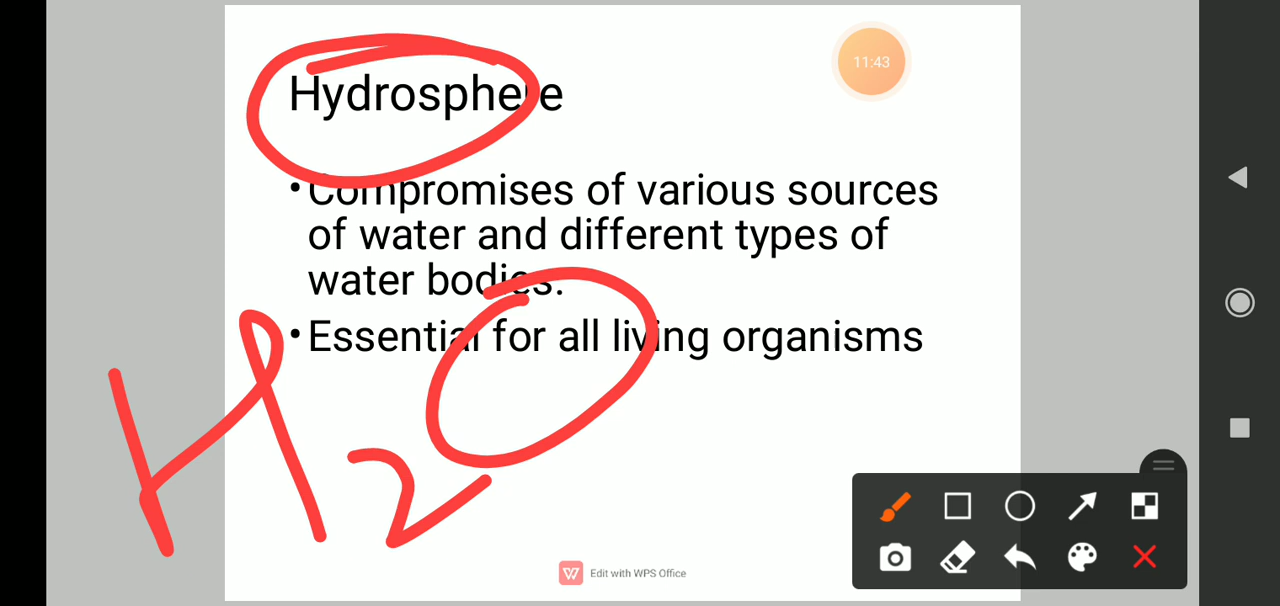 11:43
Hydrosphere
•Compromises of various sources
of water and different types of
water bodies.
•Essential for all living organisms
H2O
Edit with WPS Office